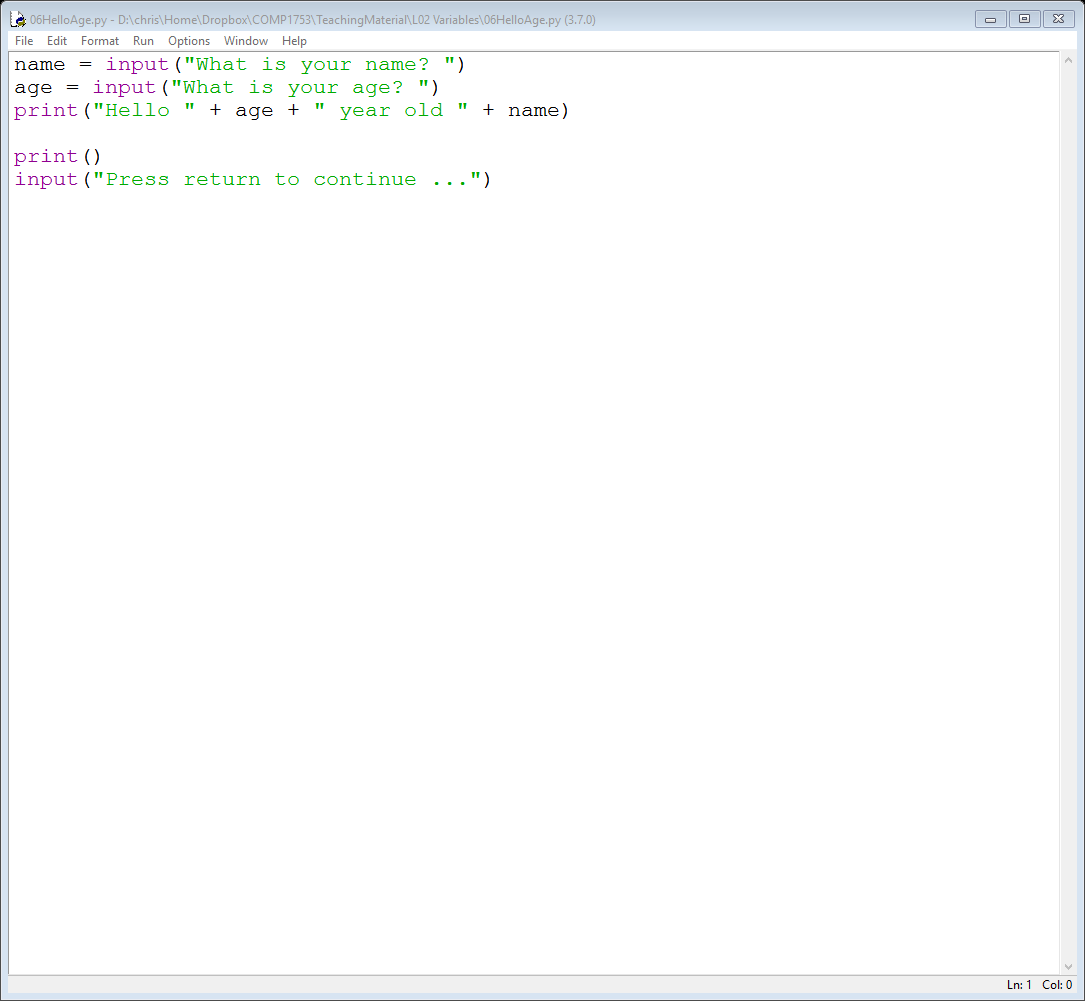 06HelloAge.py - D:\chris\Home\Dropbox\COMP1753\TeachingMaterial\L02 Variables\06HelloAge.py (3.7.0)
File Edit Format Run Options Window Help
name = input("What is your name? ")
age = input("What is your age? ")
print("Hello " + age + " year old " + name)
print()
input("Press return to continue ...")
Ln: 1 Col: 0